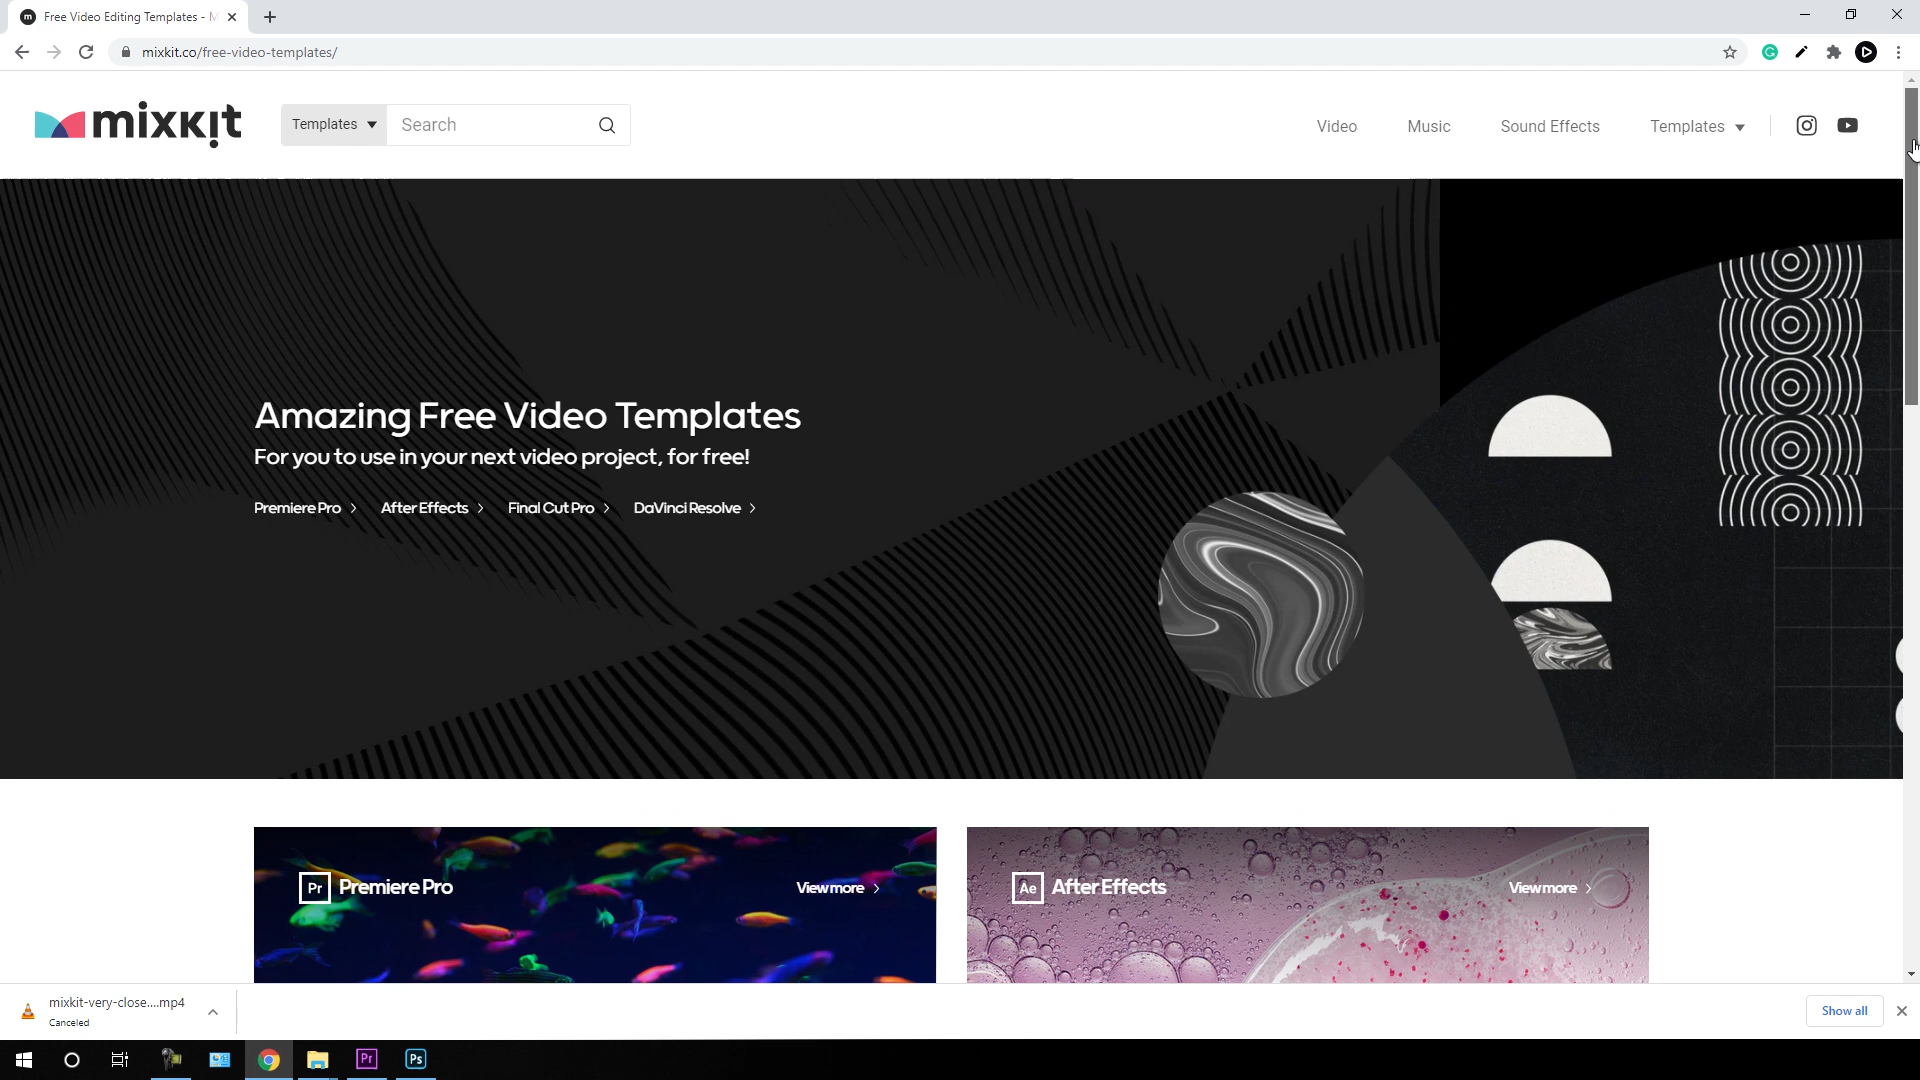 m Free Video Editing Templates - M
mixkit.co/free-video-templates/
mixkit
Templates
Search
Video
Music
Sound Effects
Templates
Amazing Free Video Templates
For you to use in your next video project, for free!
Premiere Pro
After Effects
Final Cut Pro
DaVinci Resolve
Pr Premiere Pro
View more
Ae After Effects
View more
mixkit-very-close....mp4
Canceled
Show all
Pr
Ps